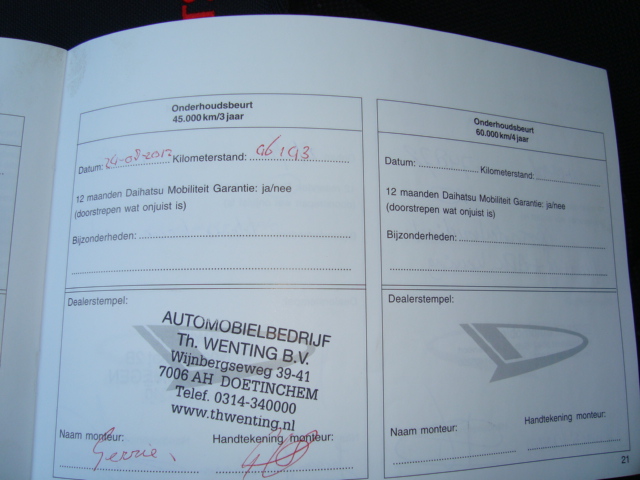 Onderhoudsbeurt
45.000 km/3 jaar
Datum: 24-08-2012 Kilometerstand: 96193
12 maanden Daihatsu Mobiliteit Garantie: ja/nee
(doorstrepen wat onjuist is)
Bijzonderheden:
Dealerstempel:
AUTOMOBIELBEDRIJF
Th. WENTING B.V.
Wijnbergseweg 39-41
7006 AH DOETINCHEM
Telef. 0314-340000
www.thwenting.nl
Naam monteur: Handtekening monteur:
Gerrie
Onderhoudsbeurt
60.000 km/4 jaar
Datum: Kilometerstand:
12 maanden Daihatsu Mobiliteit Garantie: ja/nee
(doorstrepen wat onjuist is)
Bijzonderheden:
Dealerstempel:
Naam monteur: Handtekening monteur:
21